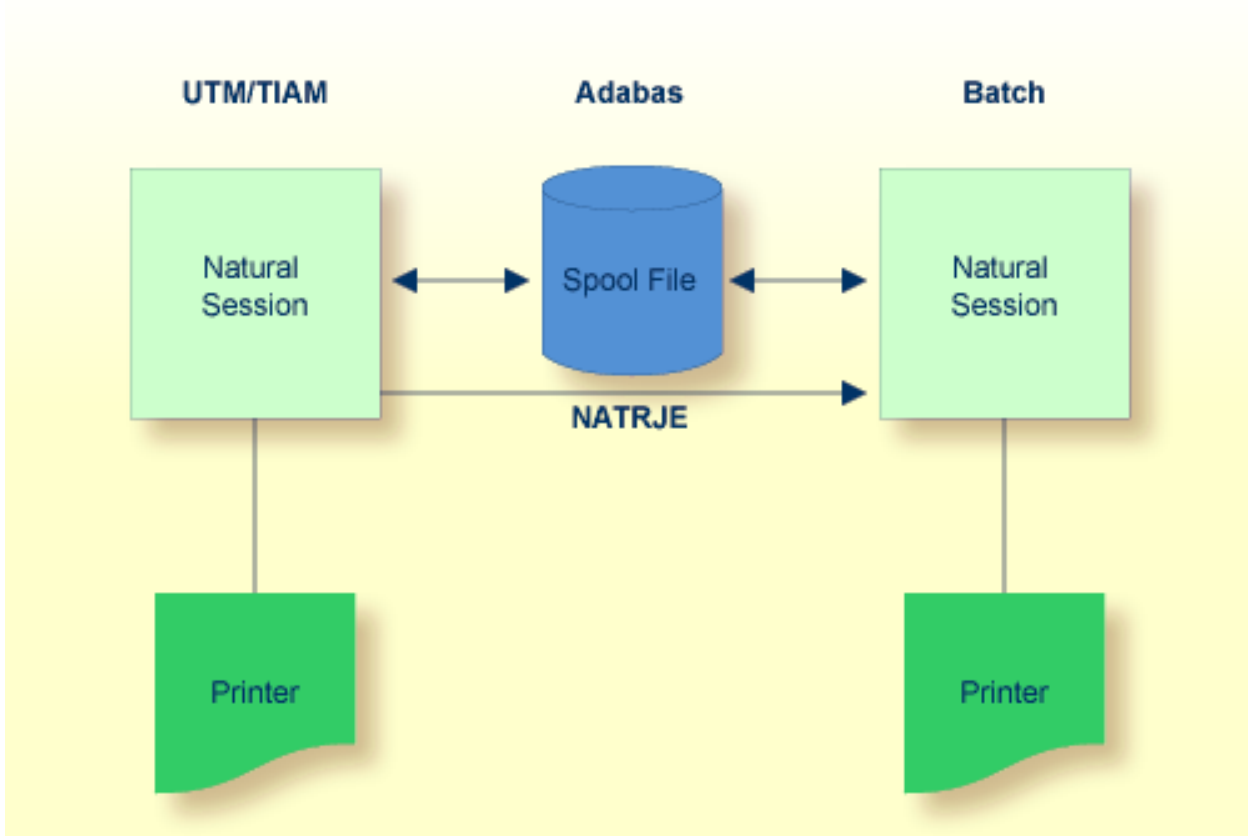 UTM/TIAM
Adabas
Batch
Natural
Session
Spool File
Natural
Session
NATRJE
Printer
Printer